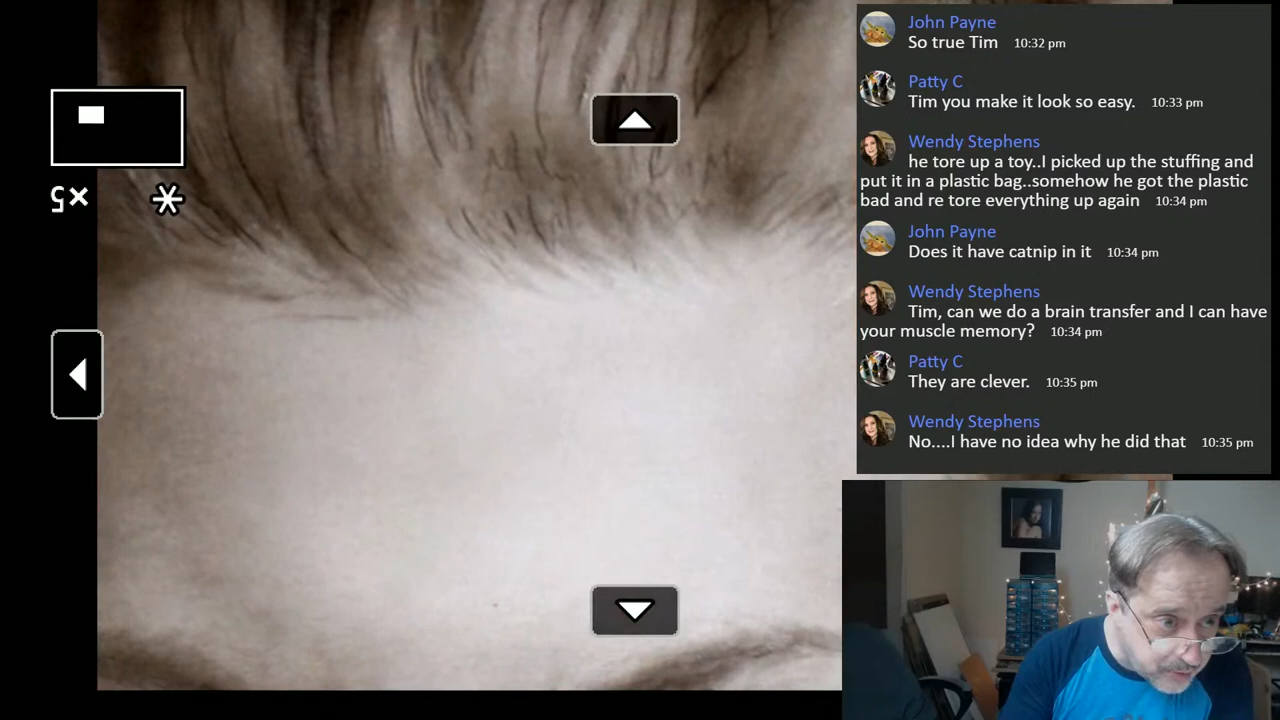 John Payne
So true Tim 10:32 pm
Patty C
Tim you make it look so easy. 10:33 pm
Wendy Stephens
he tore up a toy..I picked up the stuffing and
put it in a plastic bag..somehow he got the plastic
bad and re tore everything up again 10:34 pm
John Payne
Does it have catnip in it 10:34 pm
Wendy Stephens
Tim, can we do a brain transfer and I can have
your muscle memory? 10:34 pm
Patty C
They are clever. 10:35 pm
Wendy Stephens
No....I have no idea why he did that 10:35 pm
x5